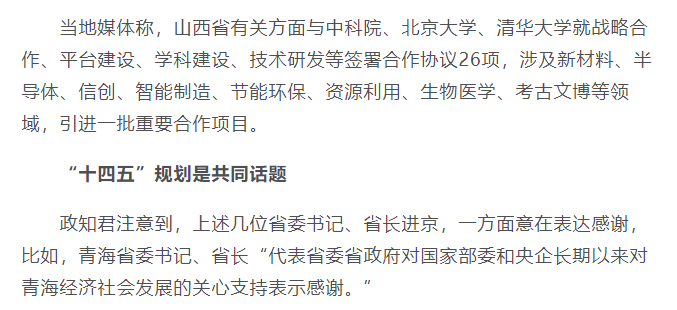 当地媒体称，山西省有关方面与中科院、北京大学、清华大学就战略合
作、平台建设、学科建设、技术研发等签署合作协议26项，涉及新材料、半
导体、信创、智能制造、节能环保、资源利用、生物医学、考古文博等领
域，引进一批重要合作项目。
“十四五”规划是共同话题
政知君注意到，上述几位省委书记、省长进京，一方面意在表达感谢，
比如，青海省委书记、省长“代表省委省政府对国家部委和央企长期以来对
青海经济社会发展的关心支持表示感谢。”